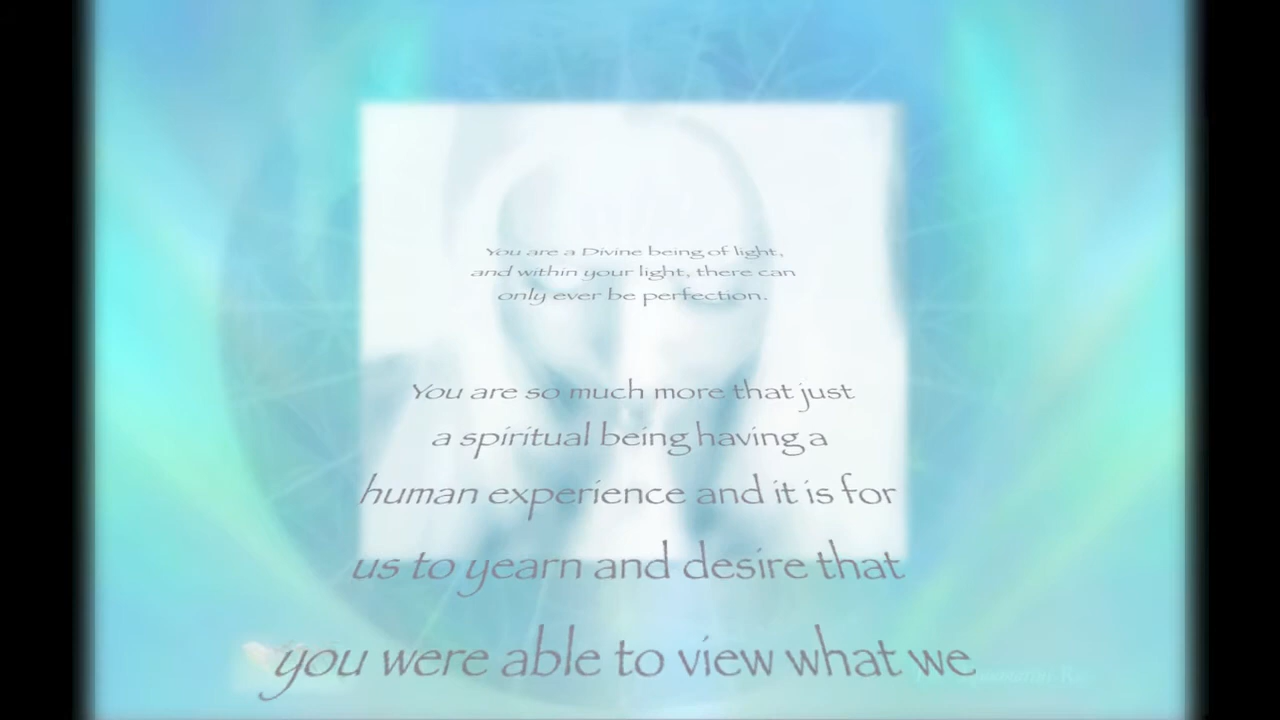 You are a Divine being of light,
and within your light, there can
only ever be perfection.
You are so much more that just
a spiritual being having a
human experience and it is for
us to yearn and desire that
you were able to view what we